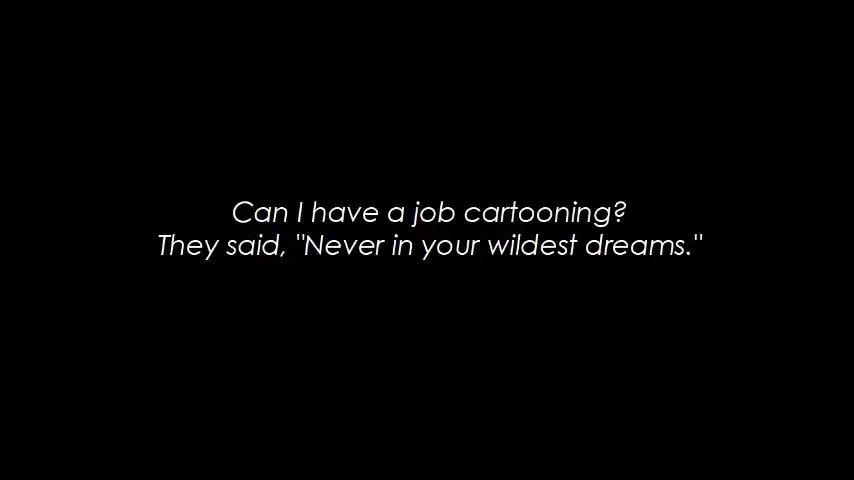 Can I have a job cartooning?
They said, "Never in your wildest dreams."